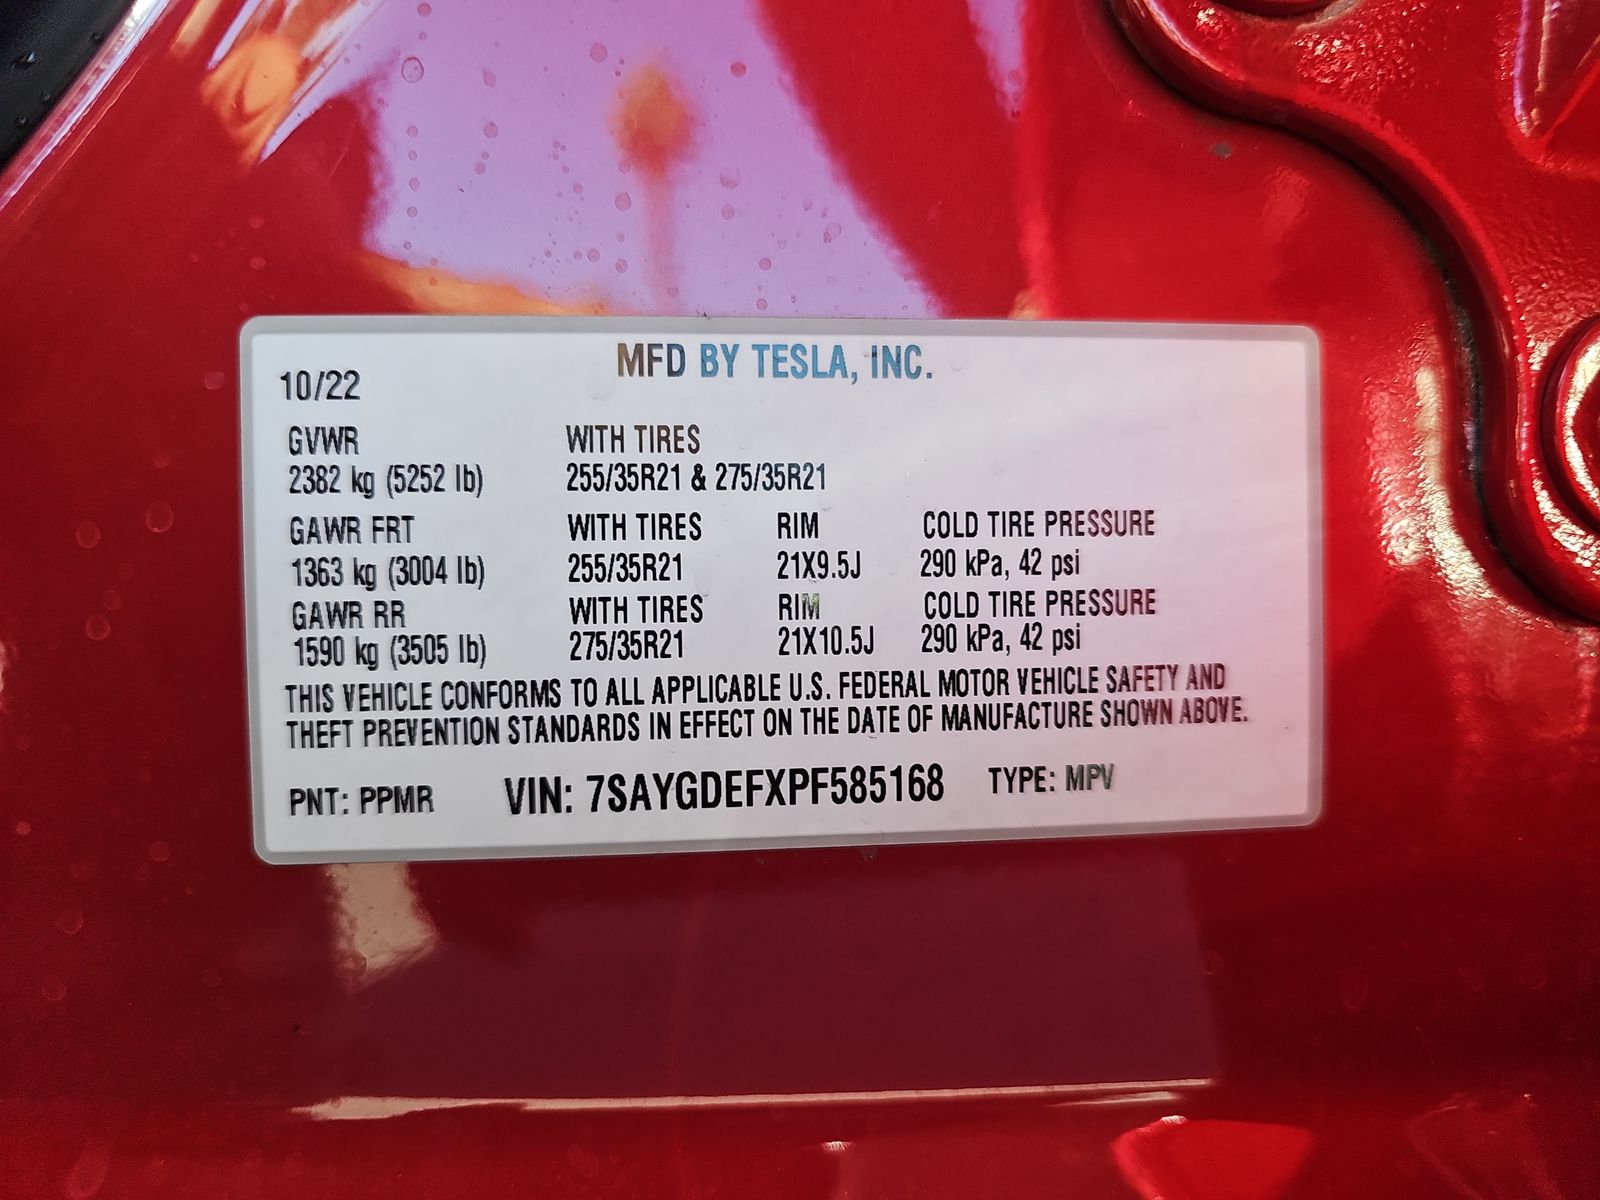 MFD BY TESLA, INC.
10/22
GVWR WITH TIRES
2382 kg (5252 lb) 255/35R21 & 275/35R21
GAWR FRT WITH TIRES RIM COLD TIRE PRESSURE
1363 kg (3004 lb) 255/35R21 21X9.5J 290 kPa, 42 psi
GAWR RR WITH TIRES RIM COLD TIRE PRESSURE
1590 kg (3505 lb) 275/35R21 21X10.5J 290 kPa, 42 psi
THIS VEHICLE CONFORMS TO ALL APPLICABLE U.S. FEDERAL MOTOR VEHICLE SAFETY AND
THEFT PREVENTION STANDARDS IN EFFECT ON THE DATE OF MANUFACTURE SHOWN ABOVE.
PNT: PPMR VIN: 7SAYGDEFXPF585168 TYPE: MPV